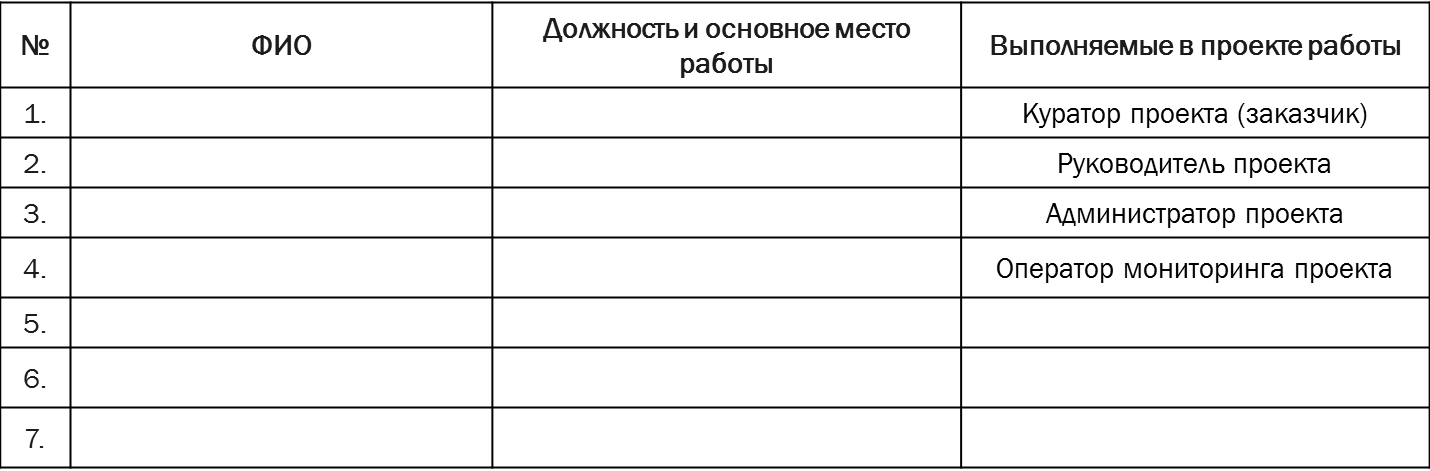 № ФИО Должность и основное место работы Выполняемые в проекте работы
1. Куратор проекта (заказчик)
2. Руководитель проекта
3. Администратор проекта
4. Оператор мониторинга проекта
5.
6.
7.